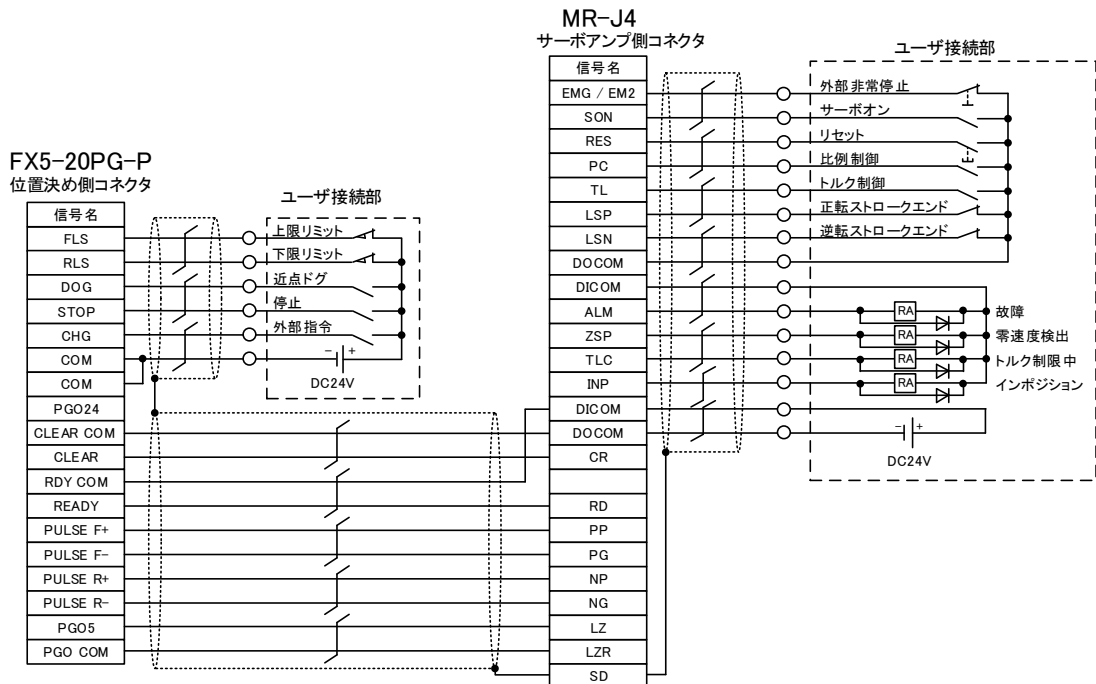 MR-J4
サーボアンプ側コネクタ
信号名
EMG / EM2
SON
RES
PC
TL
LSP
LSN
DOCOM
DICOM
ALM
ZSP
TLC
INP
DICOM
DOCOM
CR
RD
PP
PG
NP
NG
LZ
LZR
SD
ユーザ接続部
外部非常停止
サーボオン
リセット
比例制御
トルク制御
正転ストロークエンド
逆転ストロークエンド
RA 故障
RA 零速度検出
RA トルク制限中
RA インポジション
- +
DC24V
FX5-20PG-P
位置決め側コネクタ
信号名
FLS
RLS
DOG
STOP
CHG
COM
COM
PGO24
CLEAR COM
CLEAR
RDY COM
READY
PULSE F+
PULSE F-
PULSE R+
PULSE R-
PGO5
PGO COM
ユーザ接続部
上限リミット
下限リミット
近点ドグ
停止
外部指令
- +
DC24V